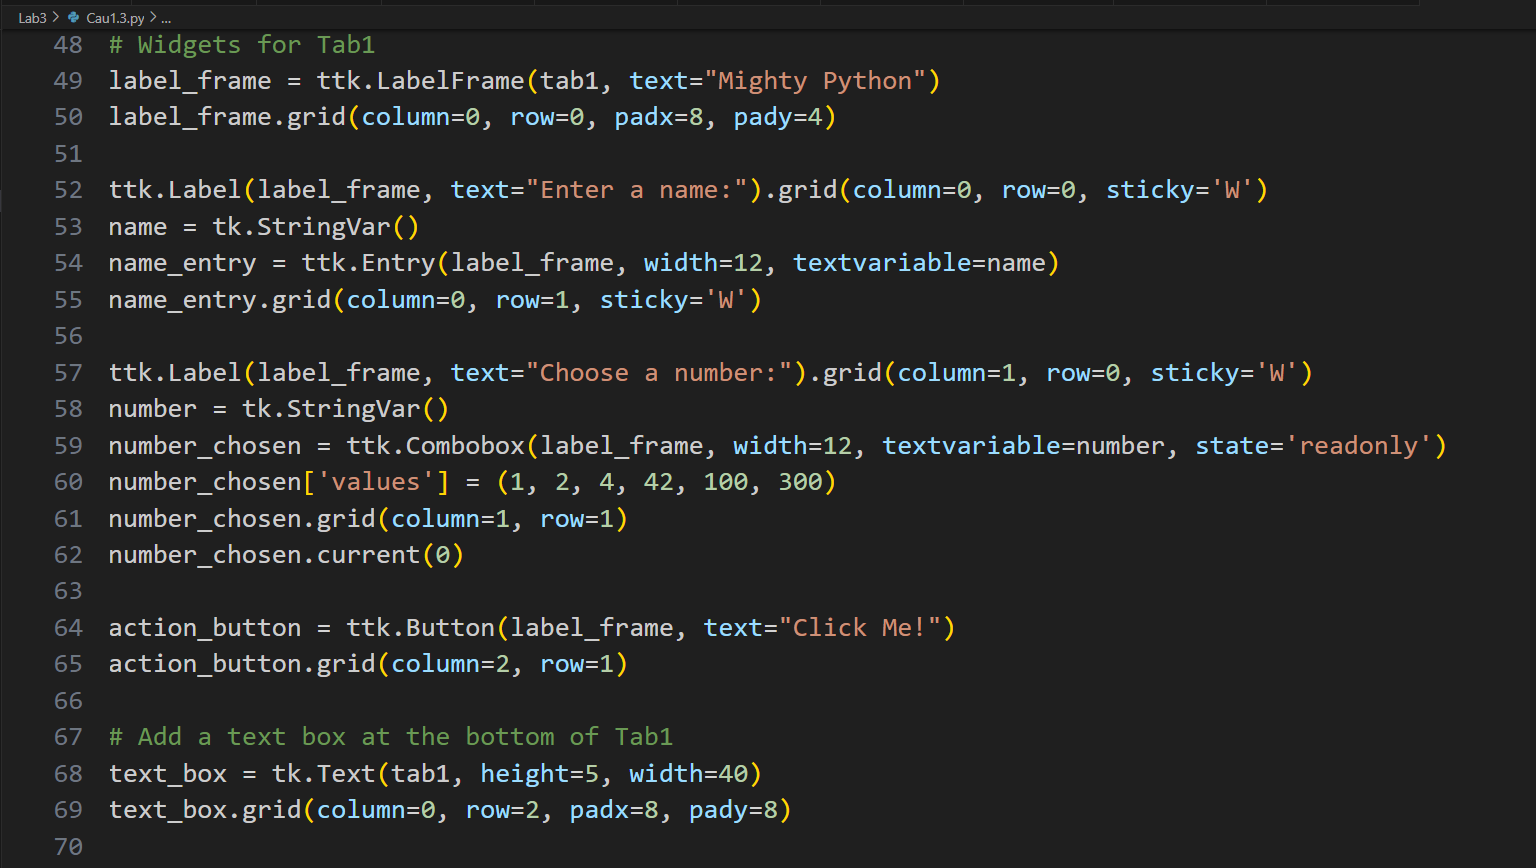 Lab3 > Cau1.3.py > ...
48 # Widgets for Tab1
49 label_frame = ttk.LabelFrame(tab1, text="Mighty Python")
50 label_frame.grid(column=0, row=0, padx=8, pady=4)
51
52 ttk.Label(label_frame, text="Enter a name:").grid(column=0, row=0, sticky='W')
53 name = tk.StringVar()
54 name_entry = ttk.Entry(label_frame, width=12, textvariable=name)
55 name_entry.grid(column=0, row=1, sticky='W')
56
57 ttk.Label(label_frame, text="Choose a number:").grid(column=1, row=0, sticky='W')
58 number = tk.StringVar()
59 number_chosen = ttk.Combobox(label_frame, width=12, textvariable=number, state='readonly')
60 number_chosen['values'] = (1, 2, 4, 42, 100, 300)
61 number_chosen.grid(column=1, row=1)
62 number_chosen.current(0)
63
64 action_button = ttk.Button(label_frame, text="Click Me!")
65 action_button.grid(column=2, row=1)
66
67 # Add a text box at the bottom of Tab1
68 text_box = tk.Text(tab1, height=5, width=40)
69 text_box.grid(column=0, row=2, padx=8, pady=8)
70